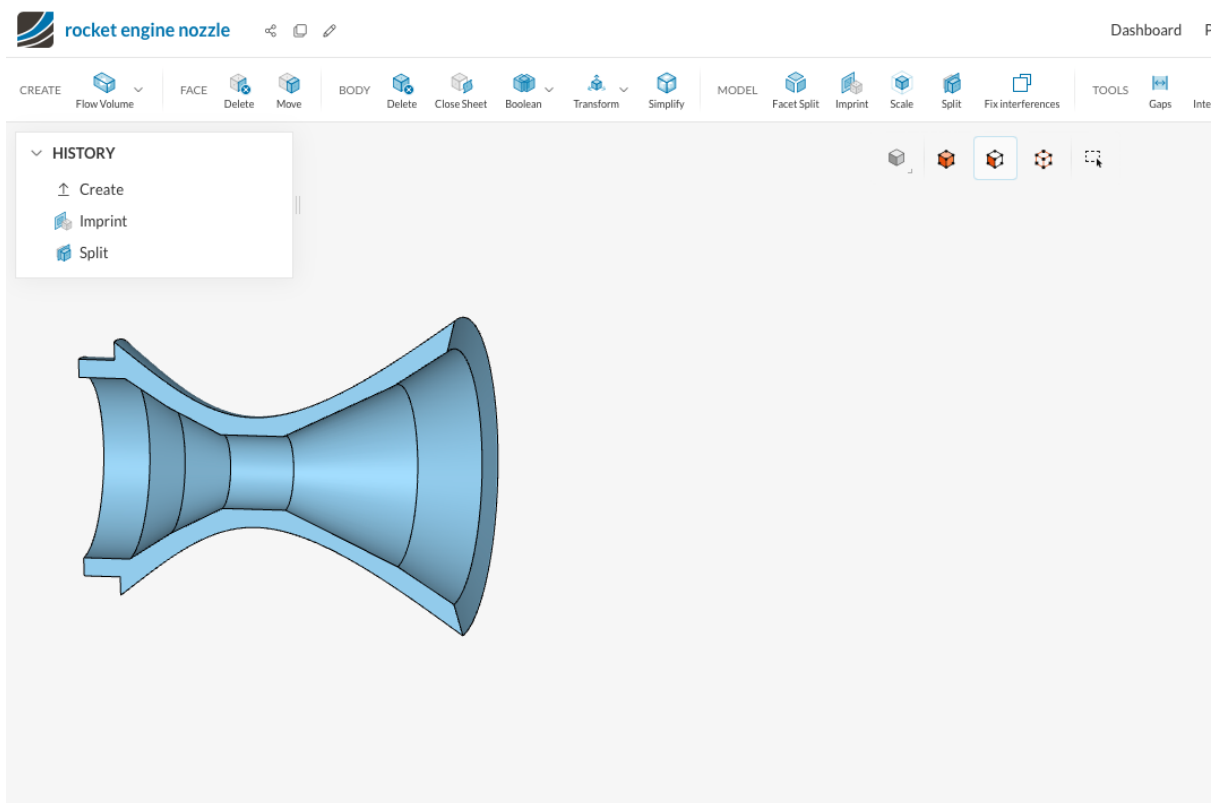 rocket engine nozzle
Dashboard P
CREATE Flow Volume FACE Delete Move BODY Delete Close Sheet Boolean Transform Simplify MODEL Facet Split Imprint Scale Split Fix interferences TOOLS Gaps Inte
HISTORY
Create
Imprint
Split